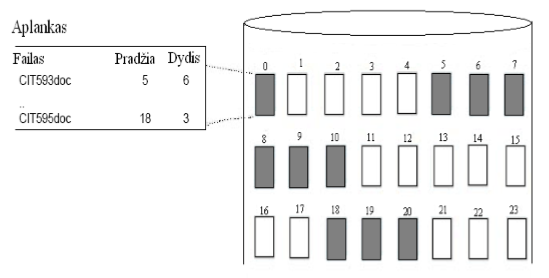 Aplankas
Failas Pradžia Dydis
CIT593doc 5 6
..
CIT595doc 18 3
0 1 2 3 4 5 6 7
8 9 10 11 12 13 14 15
16 17 18 19 20 21 22 23